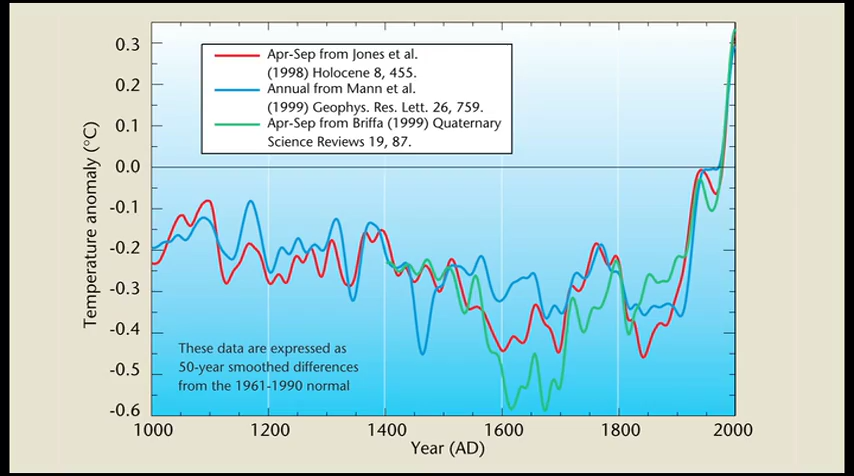 0.3
0.2
0.1
0.0
-0.1
-0.2
-0.3
-0.4
-0.5
-0.6
Temperature anomaly (°C)
Apr-Sep from Jones et al.
(1998) Holocene 8, 455.
Annual from Mann et al.
(1999) Geophys. Res. Lett. 26, 759.
Apr-Sep from Briffa (1999) Quaternary
Science Reviews 19, 87.
These data are expressed as
50-year smoothed differences
from the 1961-1990 normal
1000 1200 1400 1600 1800 2000
Year (AD)